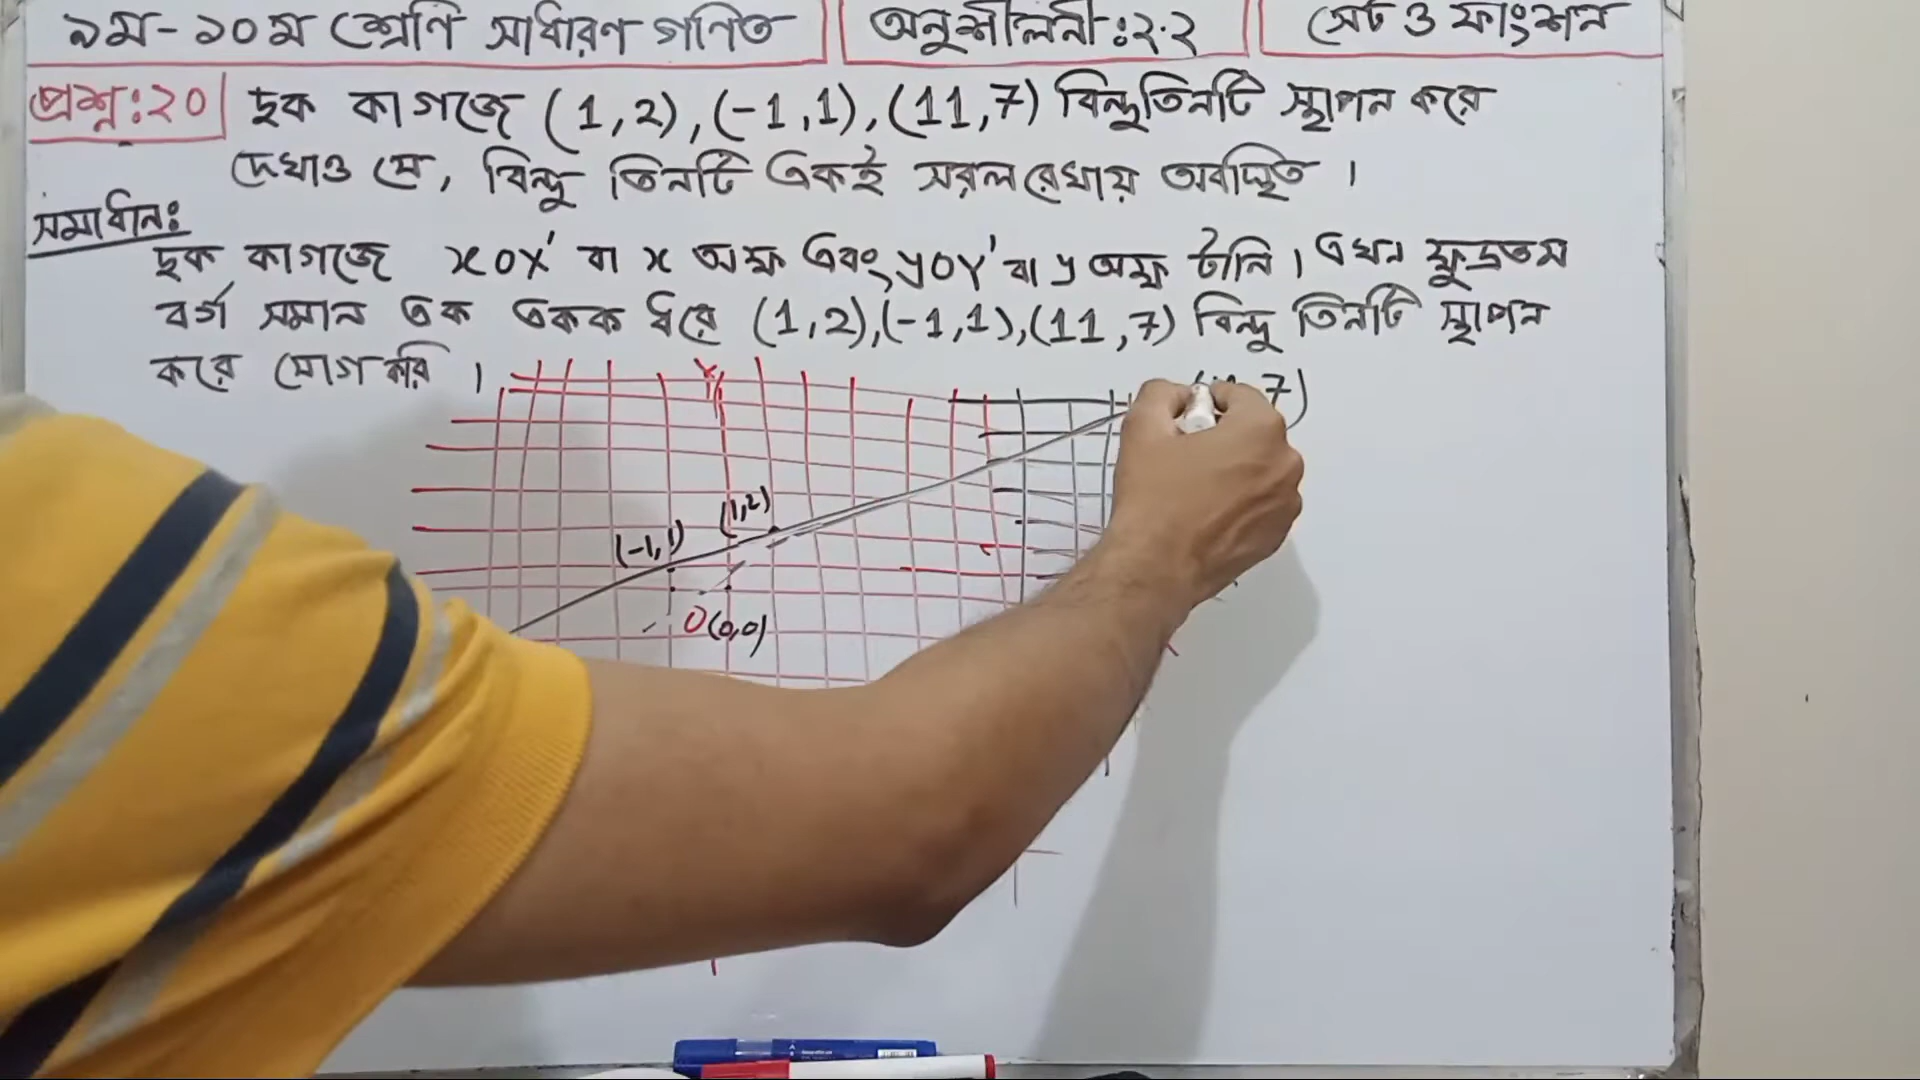 ৯ম-১০ম শ্রেণি সাধারণ গণিত
অনুশীলনী:২.২
সেট ও ফাংশন
প্রশ্ন:২০
ছক কাগজে (1,2),(-1,1),(11,7) বিন্দুতিনটি স্থাপন করে
দেখাও যে, বিন্দু তিনটি একই সরলরেখায় অবস্থিত।
সমাধানঃ
ছক কাগজে XOX' বা x অক্ষ এবং yOY' বা y অক্ষ টানি। এখন ক্ষুদ্রতম
বর্গ সমান এক একক ধরে (1,2),(-1,1),(11,7) বিন্দু তিনটি স্থাপন
করে যোগ করি।
Y
7)
(1,2)
(-1,1)
O(0,0)